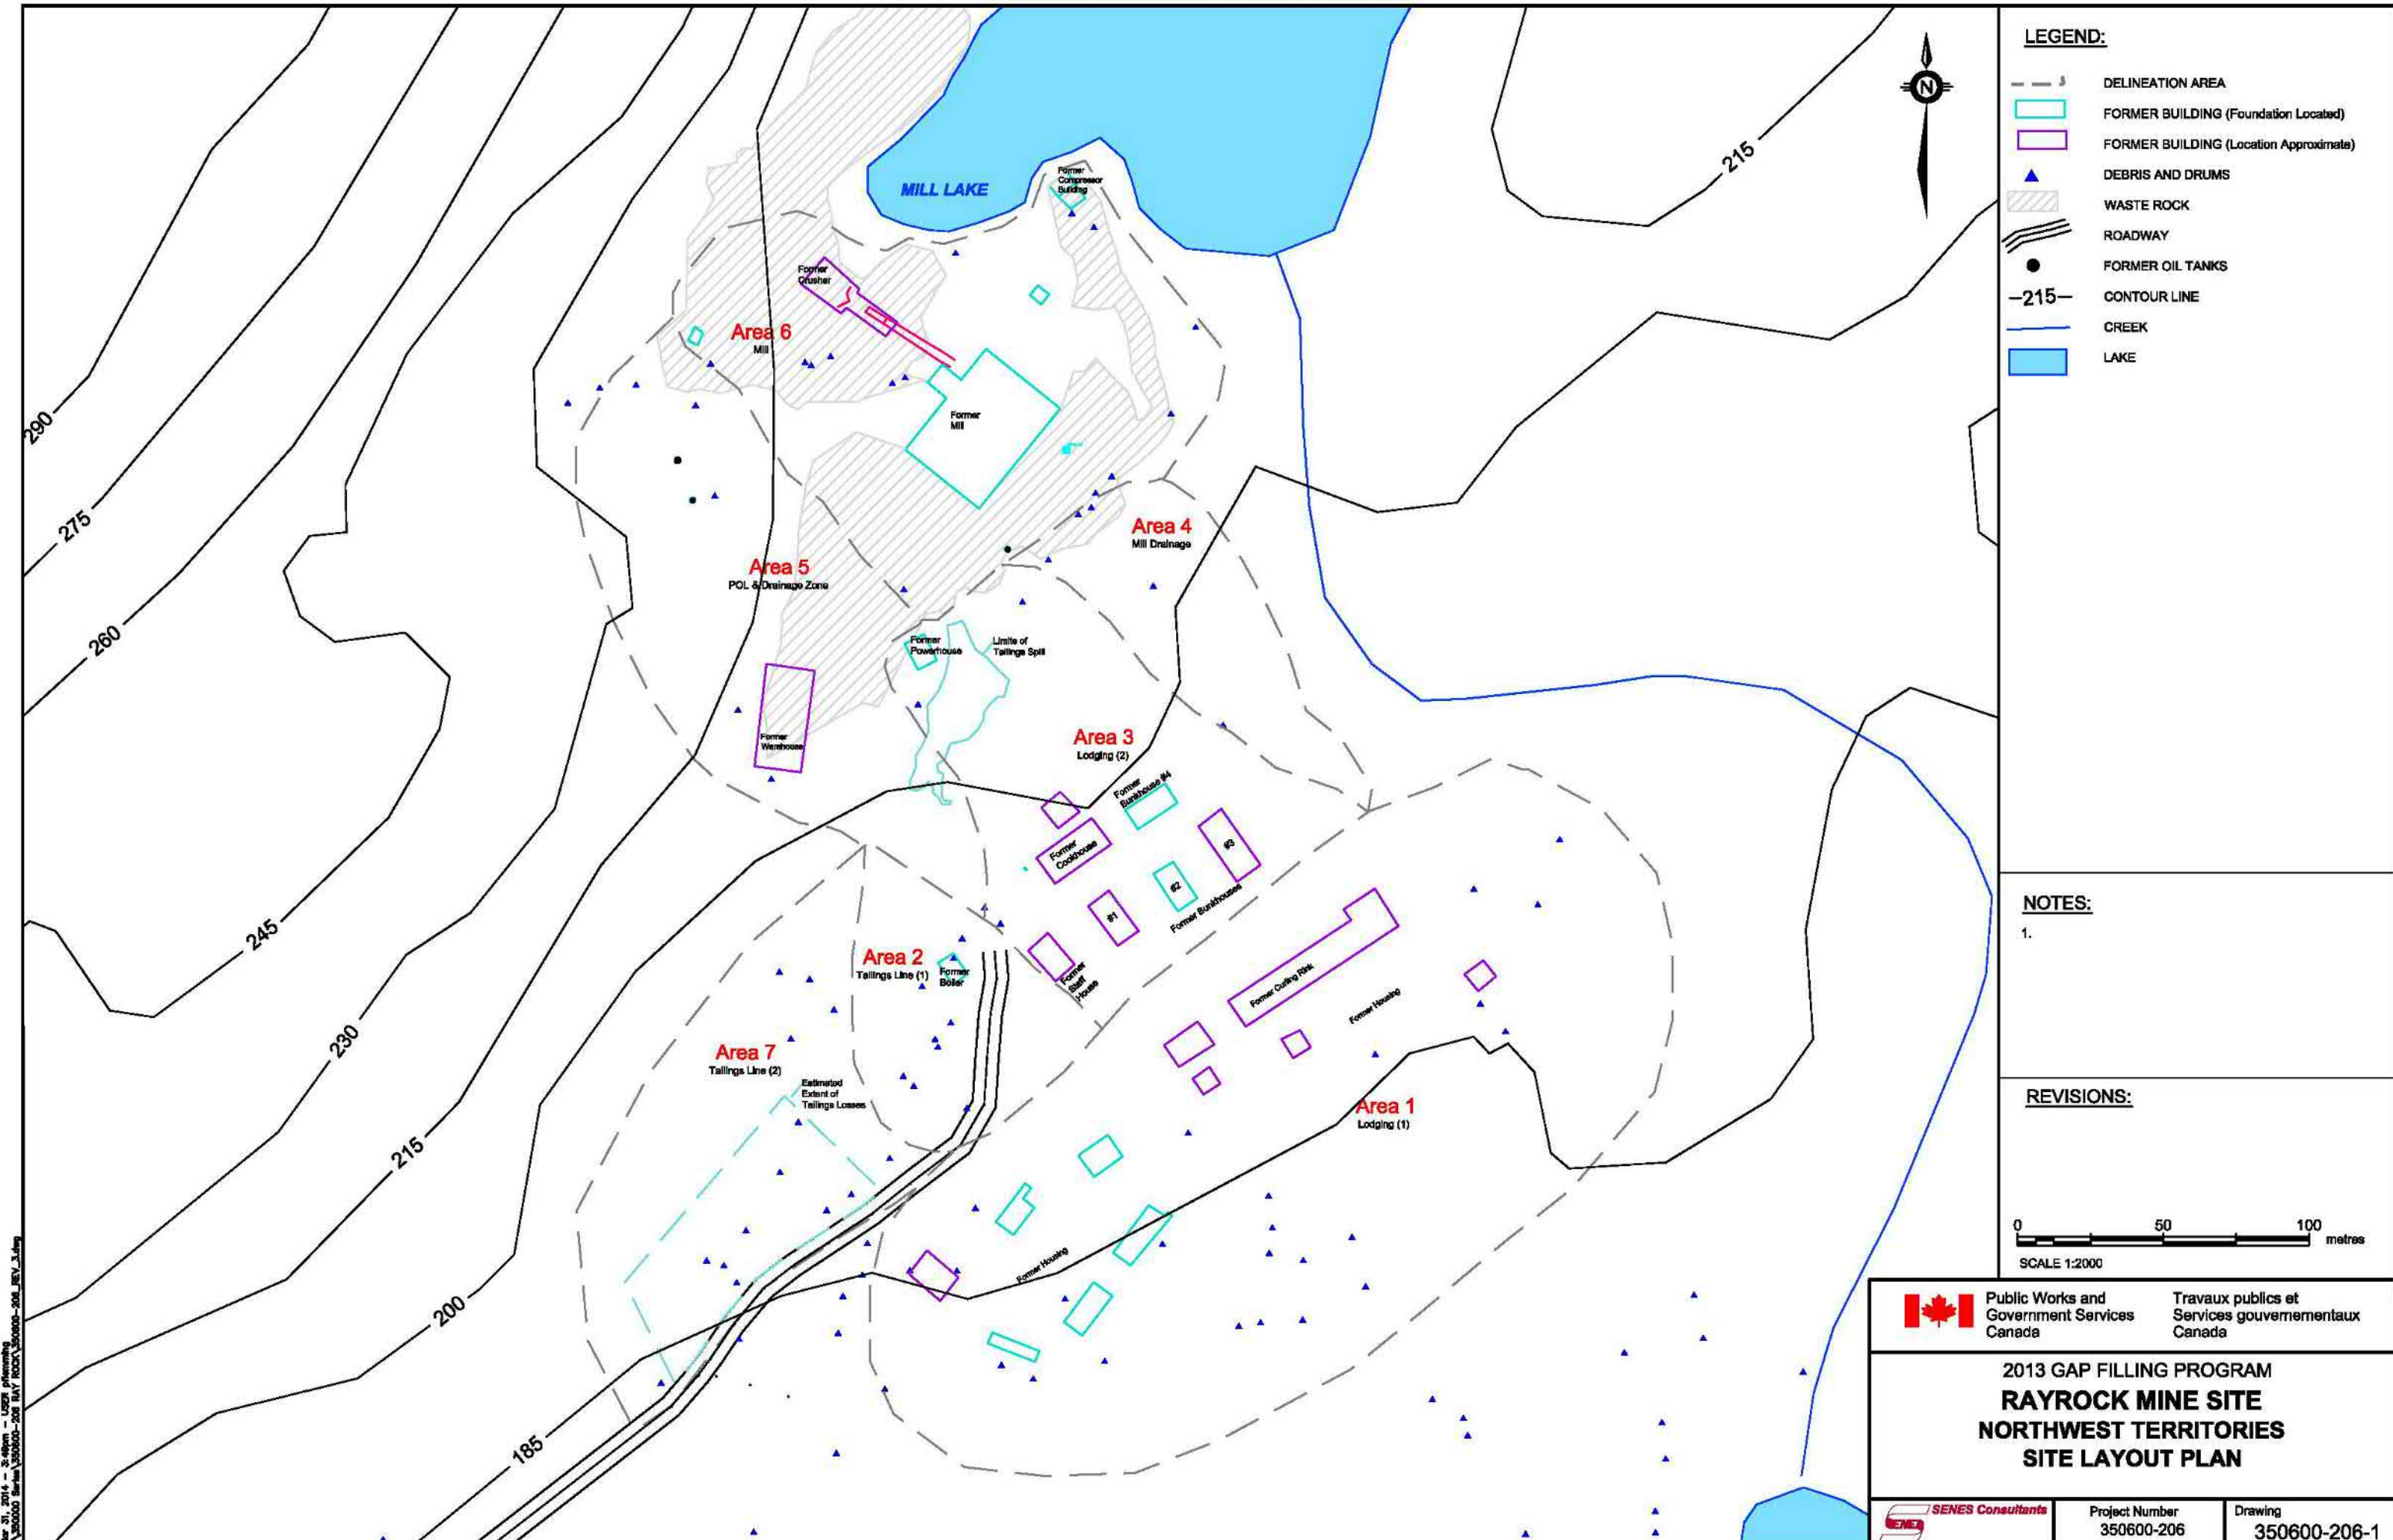 LEGEND:
DELINEATION AREA
FORMER BUILDING (Foundation Located)
FORMER BUILDING (Location Approximate)
DEBRIS AND DRUMS
WASTE ROCK
ROADWAY
FORMER OIL TANKS
-215- CONTOUR LINE
CREEK
LAKE
N
215
MILL LAKE
Former
Compressor
Building
Former
Crusher
Area 6
Mill
Former
Mill
290
275
260
245
230
215
200
185
Area 4
Mill Drainage
Area 5
POL & Drainage Zone
Former
Powerhouse
Limits of
Tailings Spill
Former
Warehouse
Area 3
Lodging (2)
Former
Bunkhouse #4
Former
Cookhouse
#3
#2
#1
Former Bunkhouses
Former
Staff
House
Area 2
Tailings Line (1)
Former
Boiler
Former Curling Rink
Former Housing
Area 7
Tailings Line (2)
Estimated
Extent of
Tailings Losses
Area 1
Lodging (1)
Former Housing
NOTES:
1.
REVISIONS:
0 50 100
metres
SCALE 1:2000
Public Works and
Government Services
Canada
Travaux publics et
Services gouvernementaux
Canada
2013 GAP FILLING PROGRAM
RAYROCK MINE SITE
NORTHWEST TERRITORIES
SITE LAYOUT PLAN
SENES Consultants
SENES
Project Number
350600-206
Drawing
350600-206-1